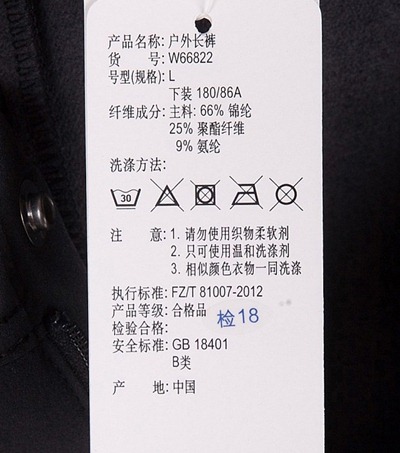 产品名称: 户外长裤
货 号: W66822
号型(规格): L
下装 180/86A
纤维成分: 主料: 66% 锦纶
25% 聚酯纤维
9% 氨纶
洗涤方法:
30
注 意: 1. 请勿使用织物柔软剂
2. 只可使用温和洗涤剂
3. 相似颜色衣物一同洗涤
执行标准: FZ/T 81007-2012
产品等级: 合格品
检验合格: 检18
安全标准: GB 18401
B类
产 地: 中国